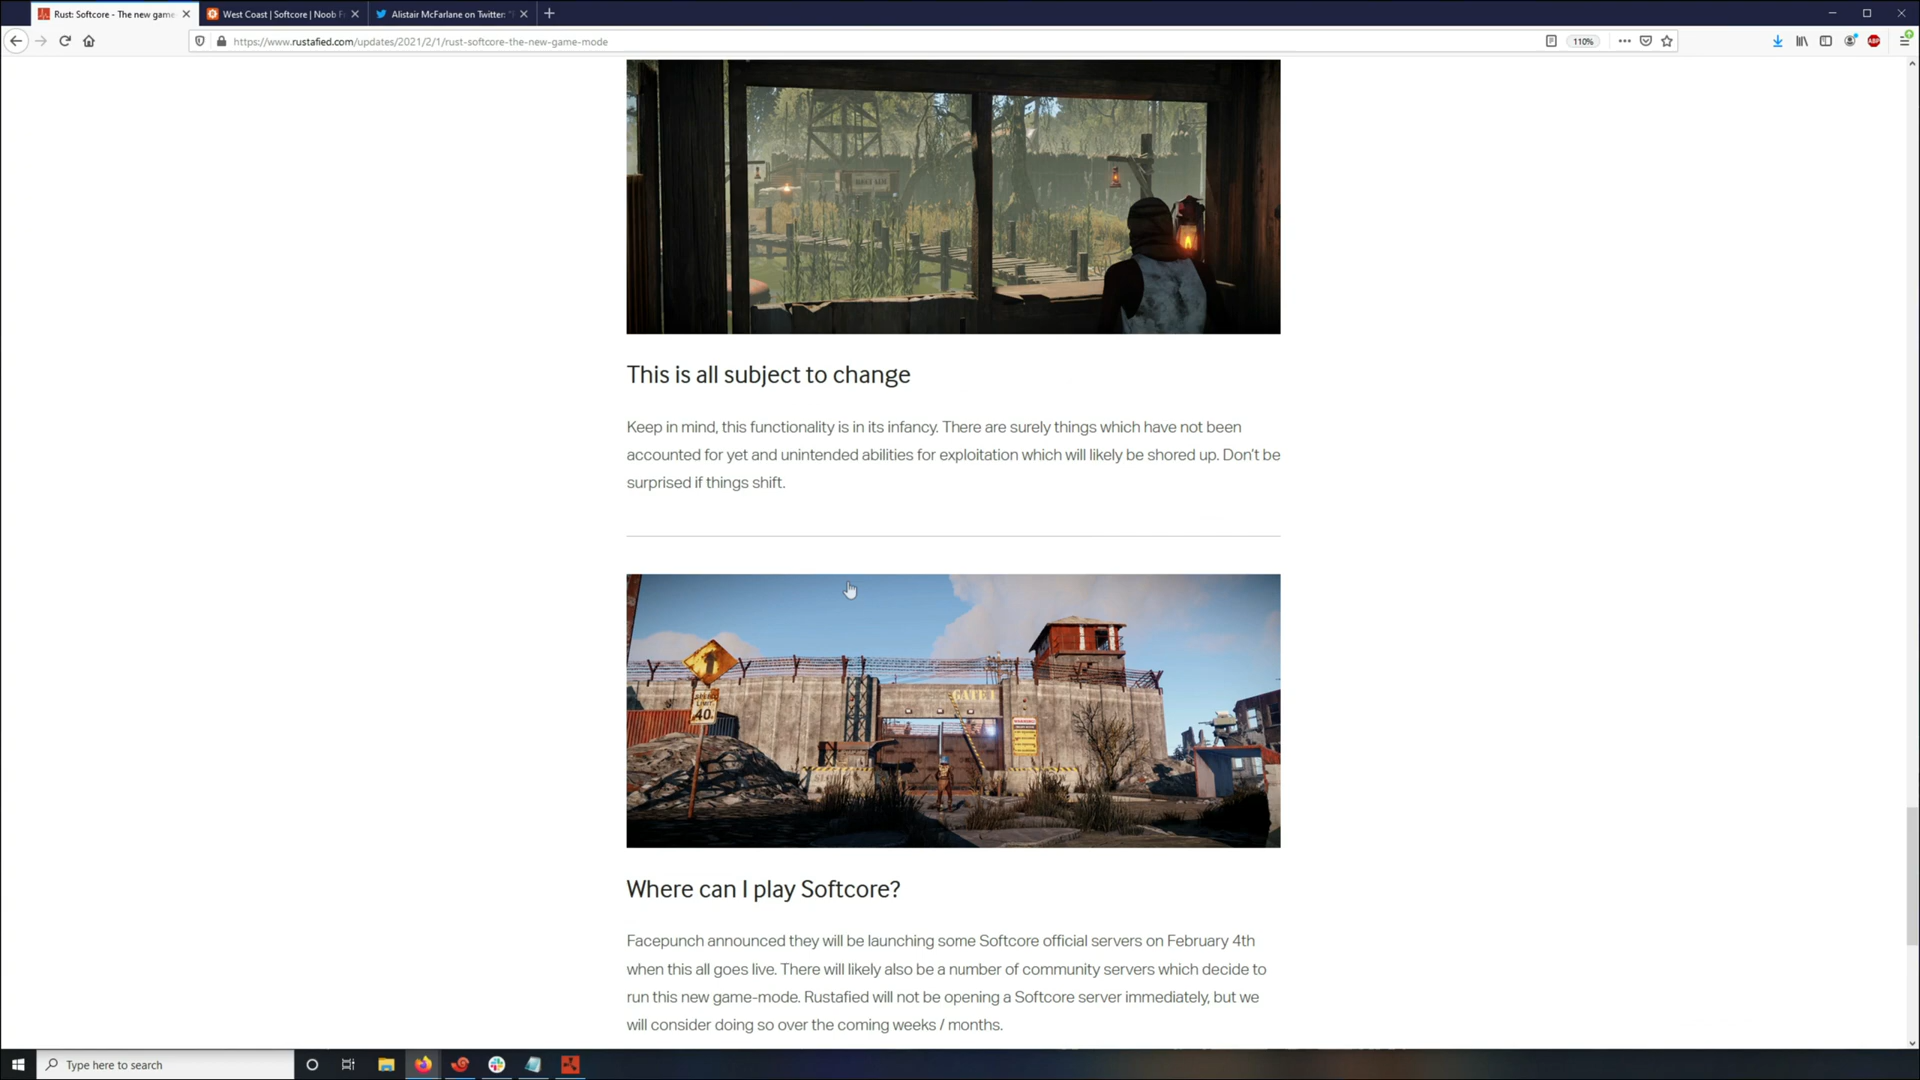 Rust: Softcore - The new game-
West Coast | Softcore | Noob F
Alistair McFarlane on Twitter: "
https://www.rustafied.com/updates/2021/2/1/rust-softcore-the-new-game-mode
110%
ABP
This is all subject to change
Keep in mind, this functionality is in its infancy. There are surely things which have not been
accounted for yet and unintended abilities for exploitation which will likely be shored up. Don't be
surprised if things shift.
SPEED
LIMIT
40
GATE 1
Where can I play Softcore?
Facepunch announced they will be launching some Softcore official servers on February 4th
when this all goes live. There will likely also be a number of community servers which decide to
run this new game-mode. Rustafied will not be opening a Softcore server immediately, but we
will consider doing so over the coming weeks / months.
Type here to search